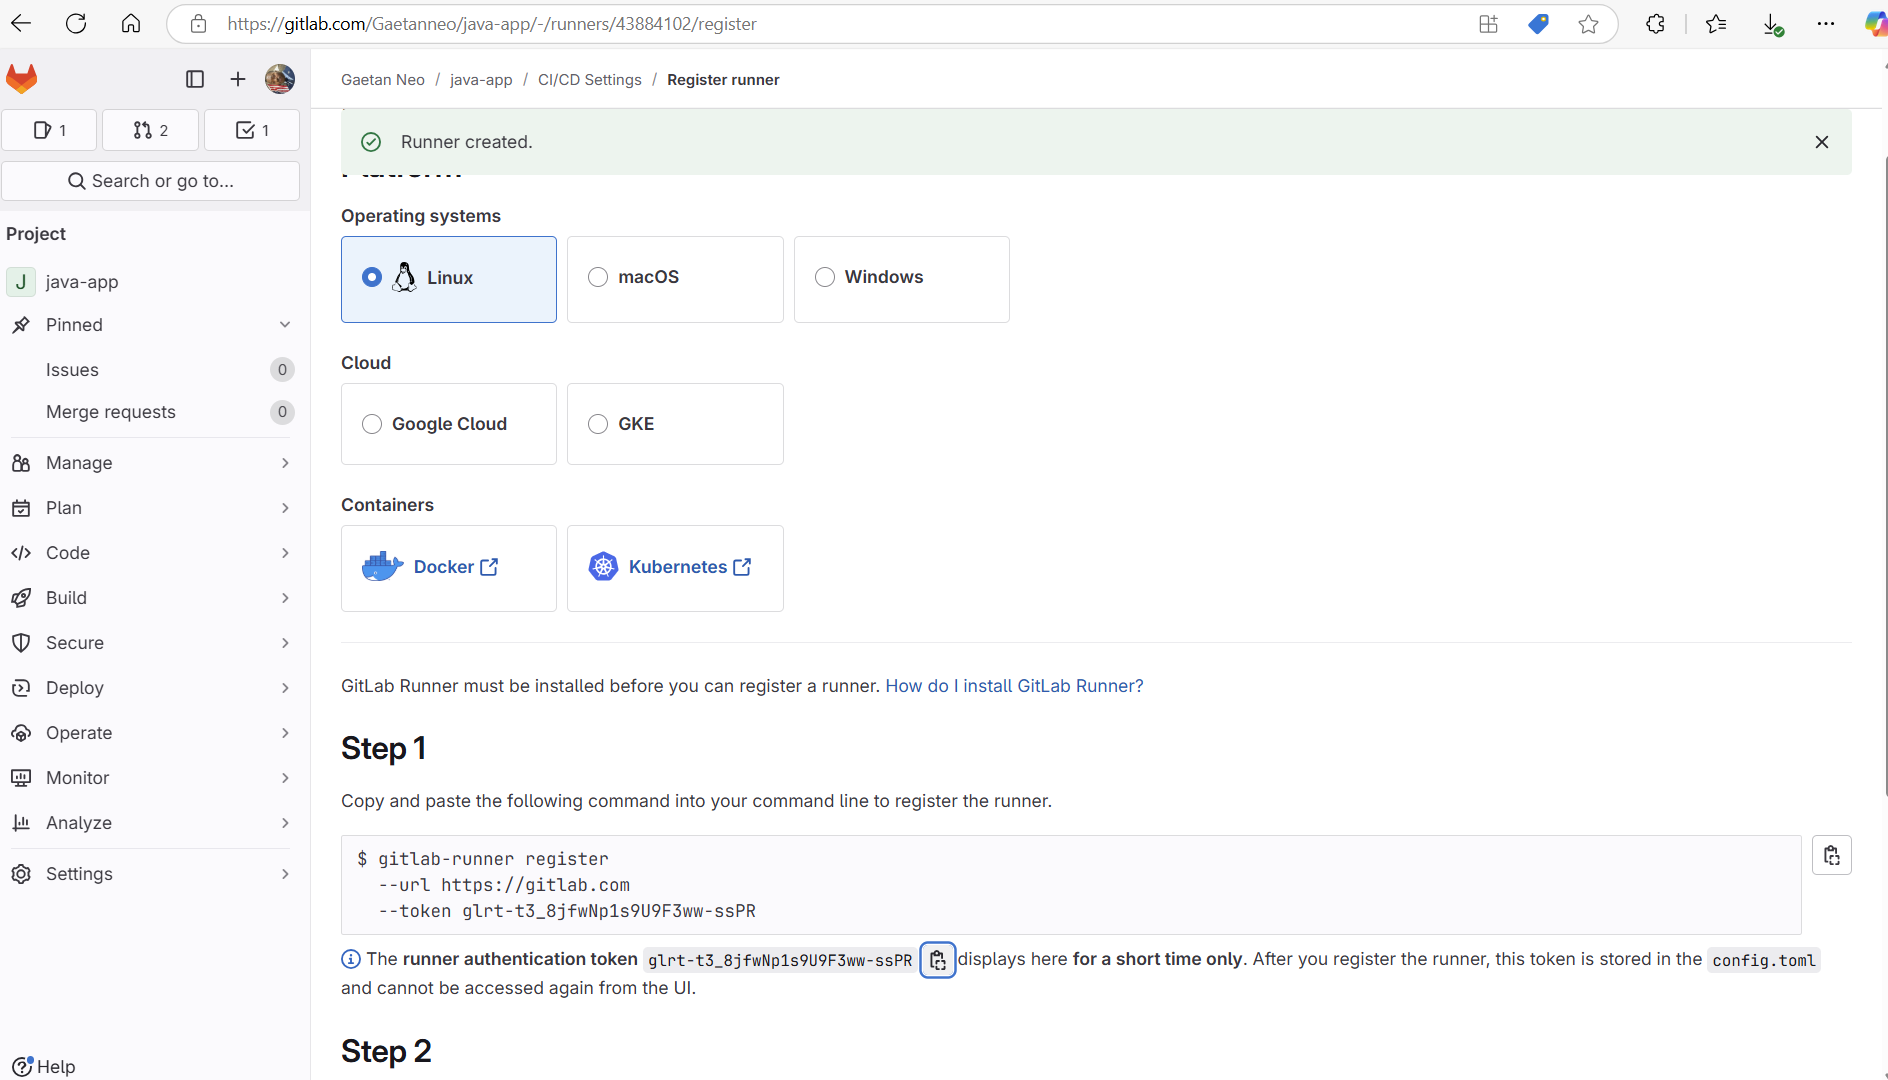 https://gitlab.com/Gaetanneo/java-app/-/runners/43884102/register
1
2
1
Search or go to...
Project
J java-app
Pinned
Issues 0
Merge requests 0
Manage
Plan
Code
Build
Secure
Deploy
Operate
Monitor
Analyze
Settings
Help
Gaetan Neo / java-app / CI/CD Settings / Register runner
Runner created.
Platform
Operating systems
Linux
macOS
Windows
Cloud
Google Cloud
GKE
Containers
Docker
Kubernetes
GitLab Runner must be installed before you can register a runner. How do I install GitLab Runner?
Step 1
Copy and paste the following command into your command line to register the runner.
$ gitlab-runner register
--url https://gitlab.com
--token glrt-t3_8jfwNp1s9U9F3ww-ssPR
The runner authentication token glrt-t3_8jfwNp1s9U9F3ww-ssPR displays here for a short time only. After you register the runner, this token is stored in the config.toml
and cannot be accessed again from the UI.
Step 2